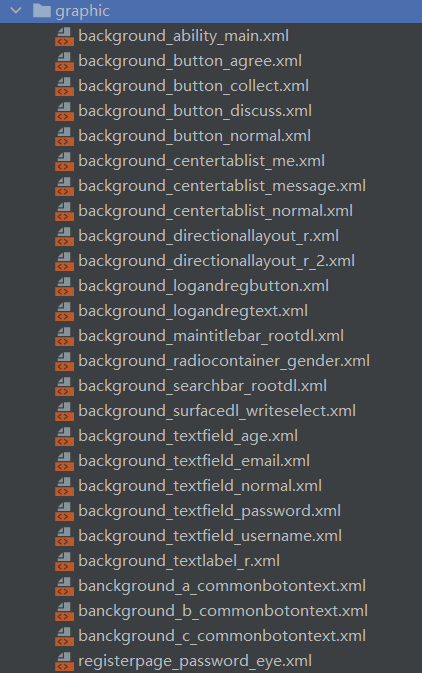 graphic
background_ability_main.xml
background_button_agree.xml
background_button_collect.xml
background_button_discuss.xml
background_button_normal.xml
background_centertablist_me.xml
background_centertablist_message.xml
background_centertablist_normal.xml
background_directionallayout_r.xml
background_directionallayout_r_2.xml
background_logandregbutton.xml
background_logandregtext.xml
background_maintitlebar_rootdl.xml
background_radiocontainer_gender.xml
background_searchbar_rootdl.xml
background_surfacedl_writeselect.xml
background_textfield_age.xml
background_textfield_email.xml
background_textfield_normal.xml
background_textfield_password.xml
background_textfield_username.xml
background_textlabel_r.xml
banckground_a_commonbotontext.xml
banckground_b_commonbotontext.xml
banckground_c_commonbotontext.xml
registerpage_password_eye.xml